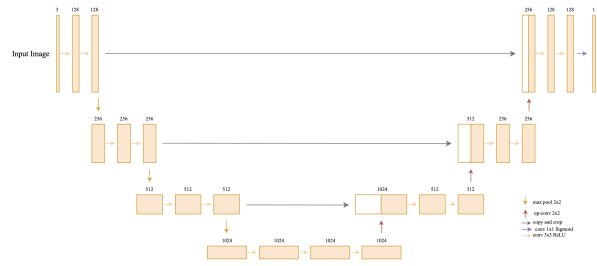 3 128 128
256 128 128 1
Input Image
256 256 256
512 256 256
512 512 512
1024 512 512
1024 1024 1024 1024
max pool 2x2
up-conv 2x2
copy and crop
conv 1x1 Sigmoid
conv 3x3 ReLU